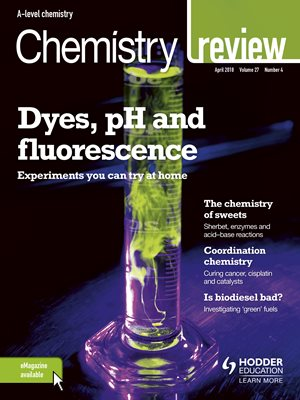 A-level chemistry
Chemistry review
April 2018 Volume 27 Number 4
Dyes, pH and
fluorescence
Experiments you can try at home
The chemistry
of sweets
Sherbet, enzymes and
acid–base reactions
Coordination
chemistry
Curing cancer, cisplatin
and catalysts
Is biodiesel bad?
Investigating ‘green’ fuels
eMagazine
available
HODDER
EDUCATION
LEARN MORE